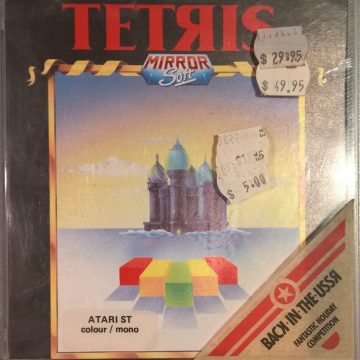 TETRIS
MIRROR
Soft
$ 29.95
$ 49.95
$ 5.00
ATARI ST
colour / mono
BACK·IN·THE USSR
FANTASTIC HOLIDAY
COMPETITION